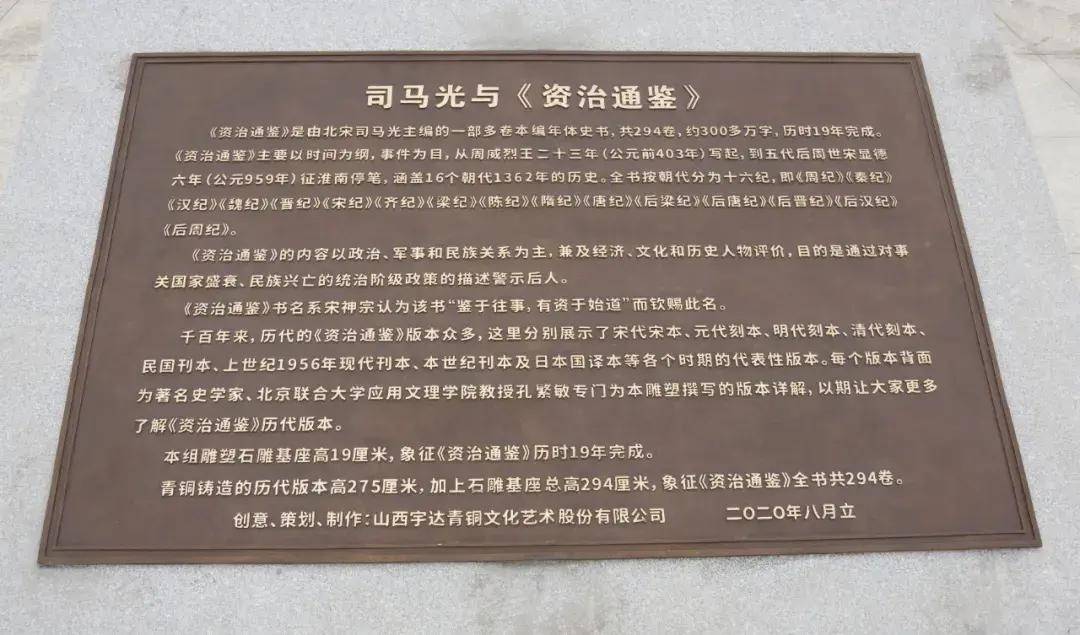 司马光与《资治通鉴》
《资治通鉴》是由北宋司马光主编的一部多卷本编年体史书，共294卷，约300多万字，历时19年完成。
《资治通鉴》主要以时间为纲，事件为目，从周威烈王二十三年（公元前403年）写起，到五代后周世宋显德
六年（公元959年）征淮南停笔，涵盖16个朝代1362年的历史。全书按朝代分为十六纪，即《周纪》《秦纪》
《汉纪》《魏纪》《晋纪》《宋纪》《齐纪》《梁纪》《陈纪》《隋纪》《唐纪》《后梁纪》《后唐纪》《后晋纪》《后汉纪》
《后周纪》。
《资治通鉴》的内容以政治、军事和民族关系为主，兼及经济、文化和历史人物评价，目的是通过对事
关国家盛衰、民族兴亡的统治阶级政策的描述警示后人。
《资治通鉴》书名系宋神宗认为该书“鉴于往事，有资于始道”而钦赐此名。
千百年来，历代的《资治通鉴》版本众多，这里分别展示了宋代宋本、元代刻本、明代刻本、清代刻本、
民国刊本、上世纪1956年现代刊本、本世纪刊本及日本国译本等各个时期的代表性版本。每个版本背面
为著名史学家、北京联合大学应用文理学院教授孔繁敏专门为本雕塑撰写的版本详解，以期让大家更多
了解《资治通鉴》历代版本。
本组雕塑石雕基座高19厘米，象征《资治通鉴》历时19年完成。
青铜铸造的历代版本高275厘米，加上石雕基座总高294厘米，象征《资治通鉴》全书共294卷。
创意、策划、制作：山西宇达青铜文化艺术股份有限公司 二〇二〇年八月立